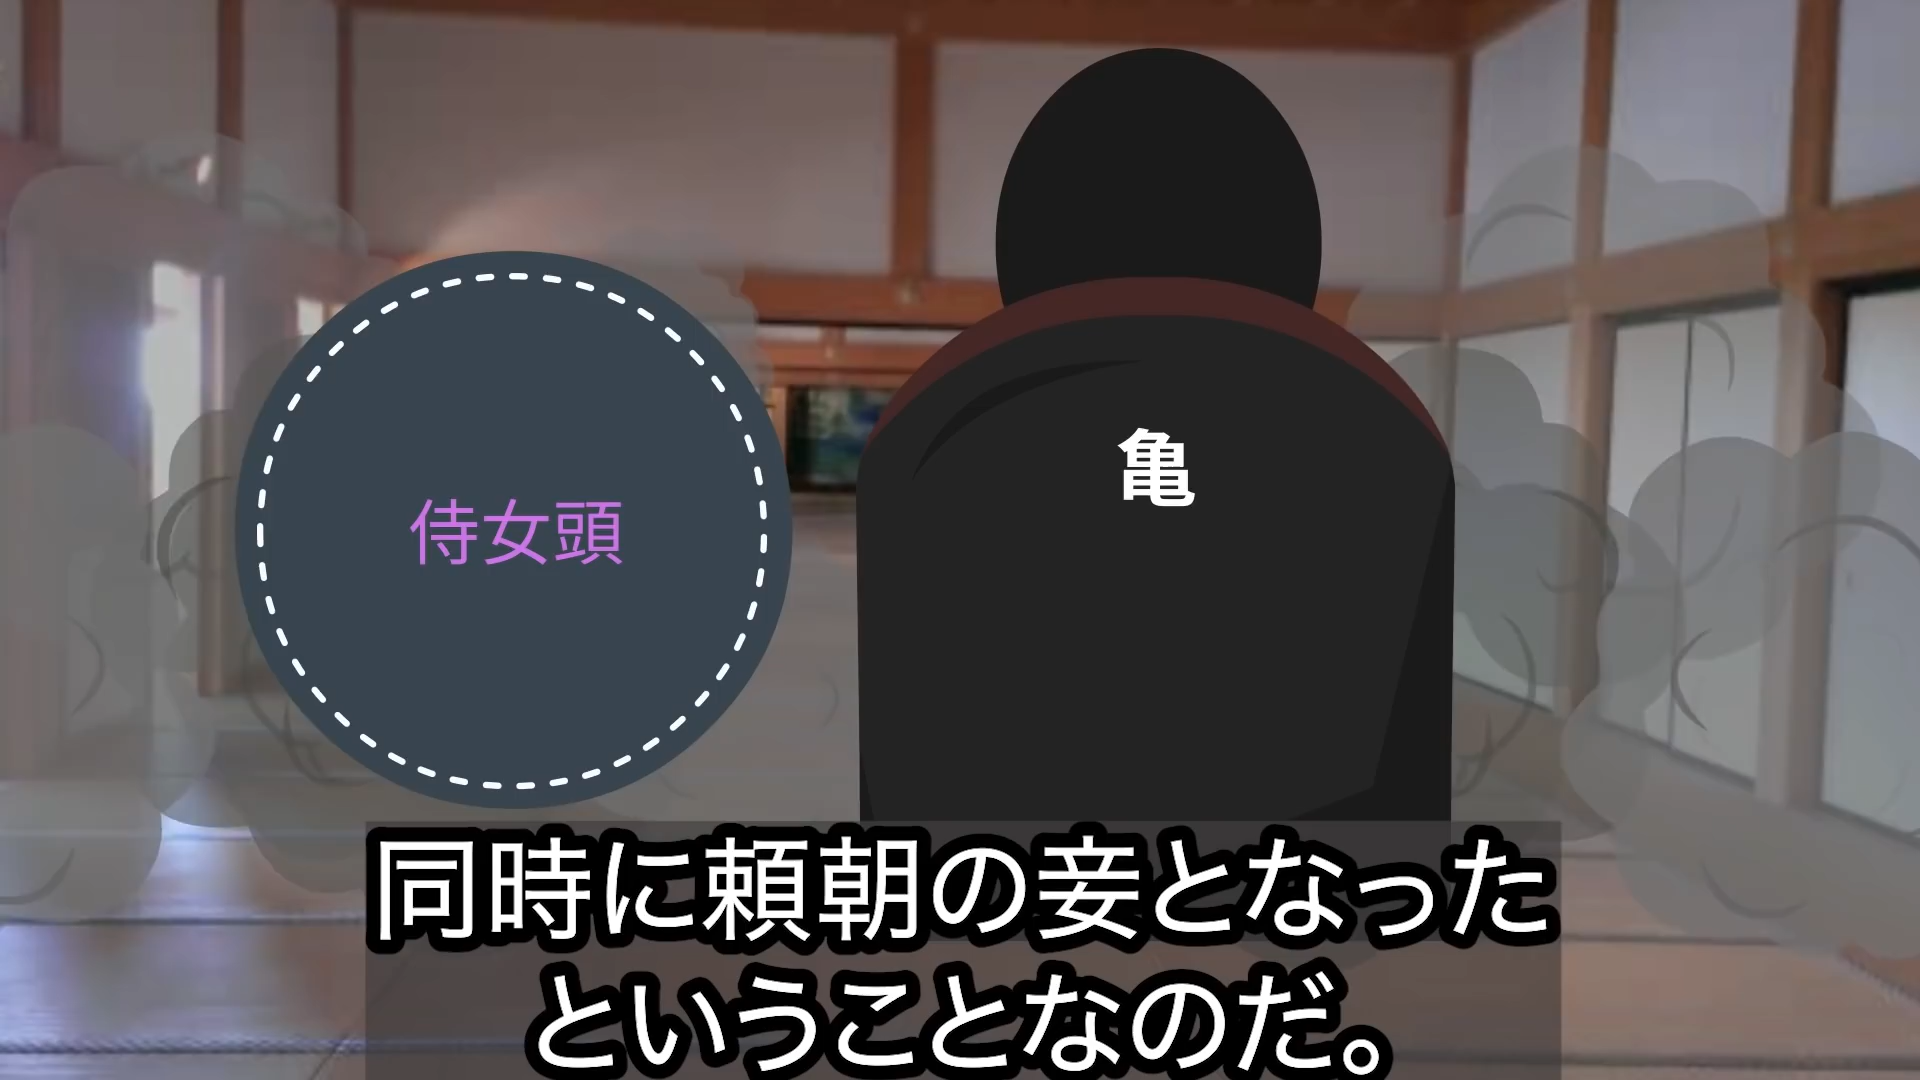 亀
侍女頭
同時に頼朝の妾となった
ということなのだ。